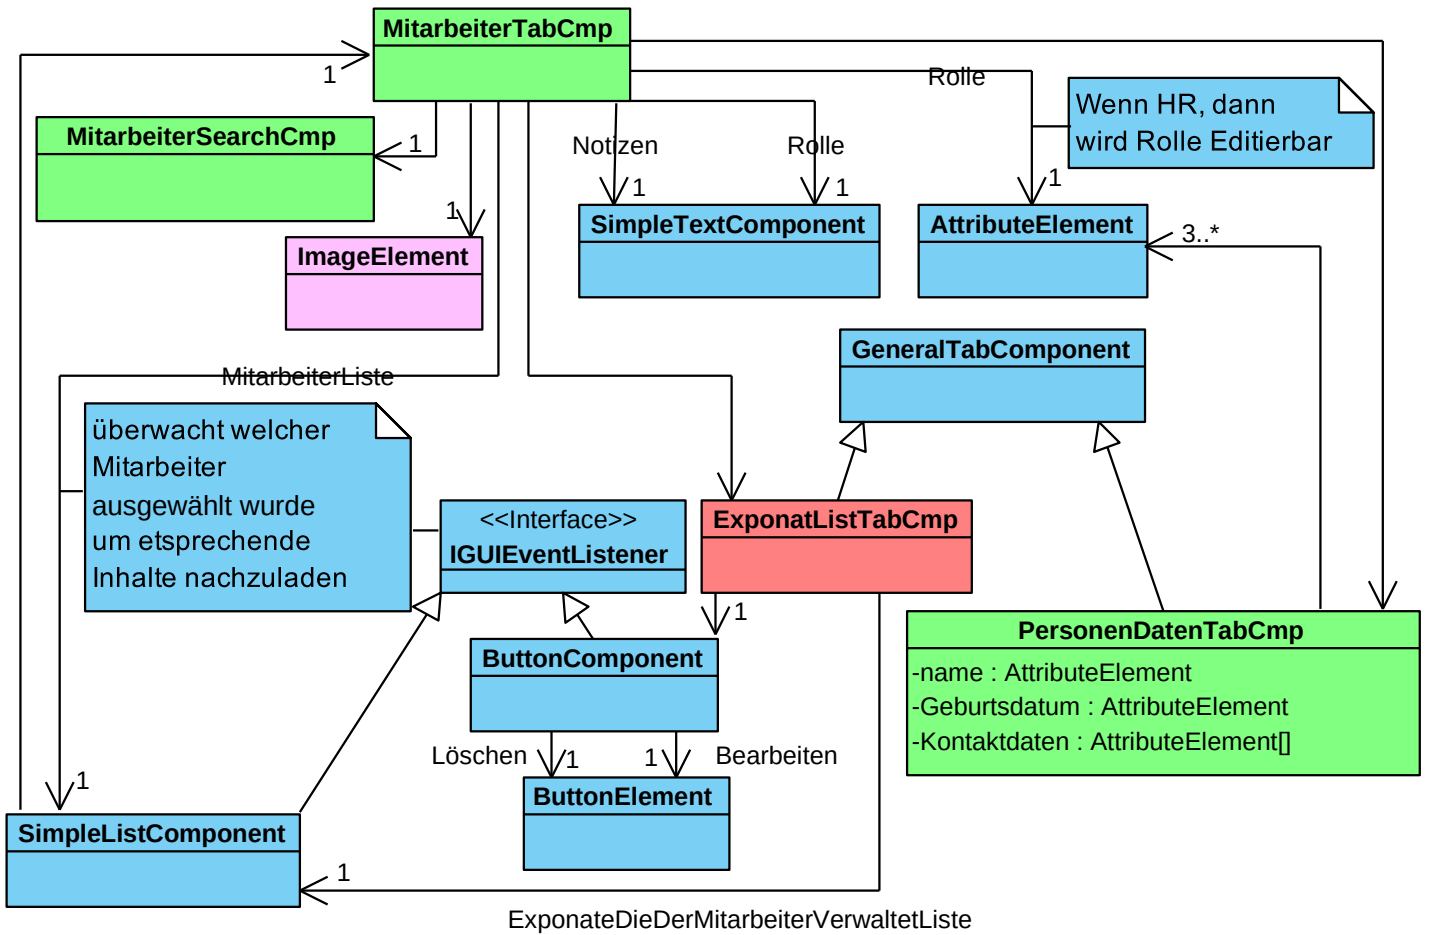 MitarbeiterTabCmp
1
Rolle
Wenn HR, dann
wird Rolle Editierbar
MitarbeiterSearchCmp
1
Notizen
Rolle
1
1
1
1
SimpleTextComponent
AttributeElement
3..*
ImageElement
GeneralTabComponent
MitarbeiterListe
überwacht welcher
Mitarbeiter
ausgewählt wurde
um etsprechende
Inhalte nachzuladen
<<Interface>>
IGUIEventListener
ExponatListTabCmp
1
PersonenDatenTabCmp
-name : AttributeElement
-Geburtsdatum : AttributeElement
-Kontaktdaten : AttributeElement[]
ButtonComponent
Löschen
1
1
Bearbeiten
1
ButtonElement
SimpleListComponent
1
ExponateDieDerMitarbeiterVerwaltetListe